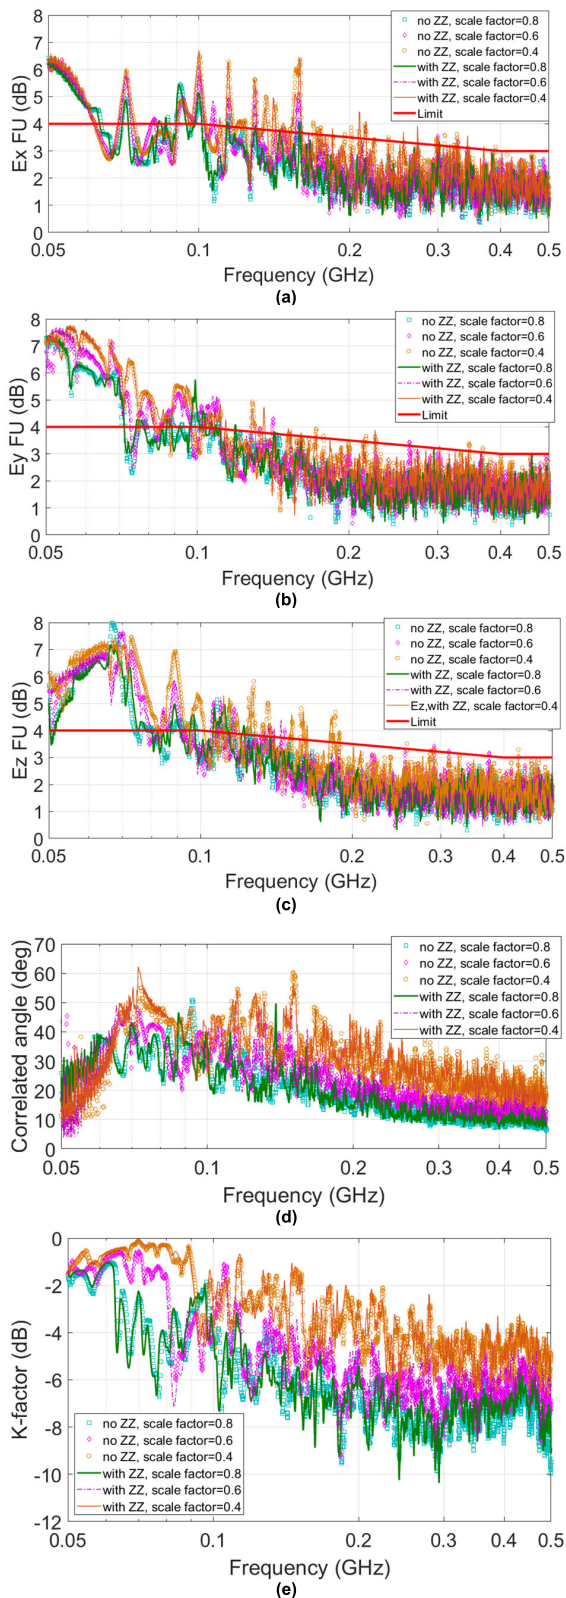 8
7
6
5
4
3
2
1
0
Ex FU (dB)
no ZZ, scale factor=0.8
no ZZ, scale factor=0.6
no ZZ, scale factor=0.4
with ZZ, scale factor=0.8
with ZZ, scale factor=0.6
with ZZ, scale factor=0.4
Limit
0.05 0.1 0.2 0.3 0.4 0.5
Frequency (GHz)
(a)
8
7
6
5
4
3
2
1
0
Ey FU (dB)
no ZZ, scale factor=0.8
no ZZ, scale factor=0.6
no ZZ, scale factor=0.4
with ZZ, scale factor=0.8
with ZZ, scale factor=0.6
with ZZ, scale factor=0.4
Limit
0.05 0.1 0.2 0.3 0.4 0.5
Frequency (GHz)
(b)
8
7
6
5
4
3
2
1
0
Ez FU (dB)
no ZZ, scale factor=0.8
no ZZ, scale factor=0.6
no ZZ, scale factor=0.4
with ZZ, scale factor=0.8
with ZZ, scale factor=0.6
Ez,with ZZ, scale factor=0.4
Limit
0.05 0.1 0.2 0.3 0.4 0.5
Frequency (GHz)
(c)
70
60
50
40
30
20
10
0
Correlated angle (deg)
no ZZ, scale factor=0.8
no ZZ, scale factor=0.6
no ZZ, scale factor=0.4
with ZZ, scale factor=0.8
with ZZ, scale factor=0.6
with ZZ, scale factor=0.4
0.05 0.1 0.2 0.3 0.4 0.5
Frequency (GHz)
(d)
0
-2
-4
-6
-8
-10
-12
K-factor (dB)
no ZZ, scale factor=0.8
no ZZ, scale factor=0.6
no ZZ, scale factor=0.4
with ZZ, scale factor=0.8
with ZZ, scale factor=0.6
with ZZ, scale factor=0.4
0.05 0.1 0.2 0.3 0.4 0.5
Frequency (GHz)
(e)